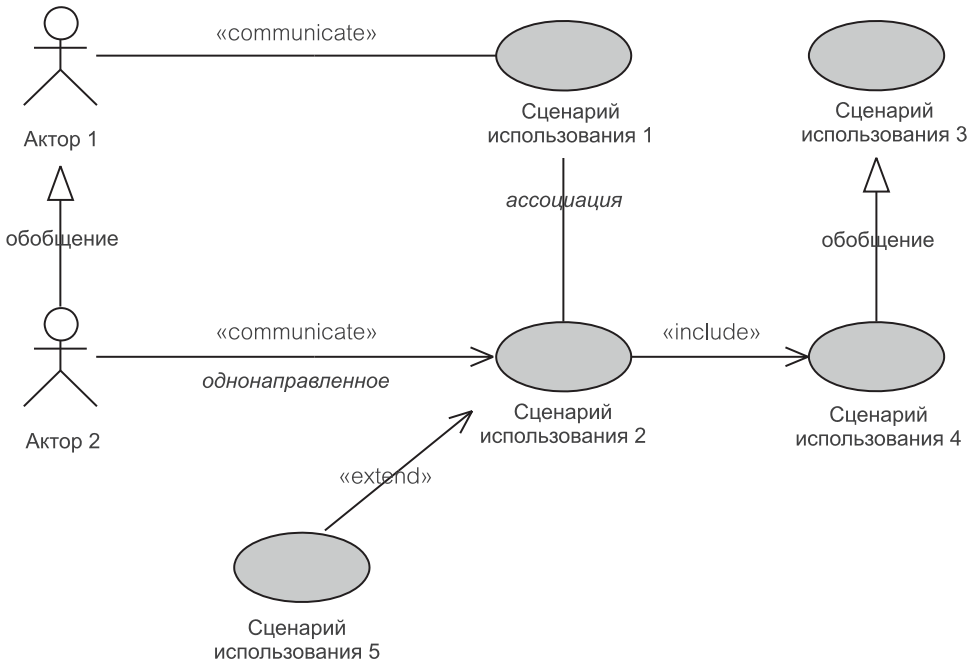 «communicate»
Актор 1
Сценарий
использования 1
Сценарий
использования 3
ассоциация
обобщение
обобщение
«communicate»
«include»
однонаправленное
Актор 2
Сценарий
использования 2
Сценарий
использования 4
«extend»
Сценарий
использования 5